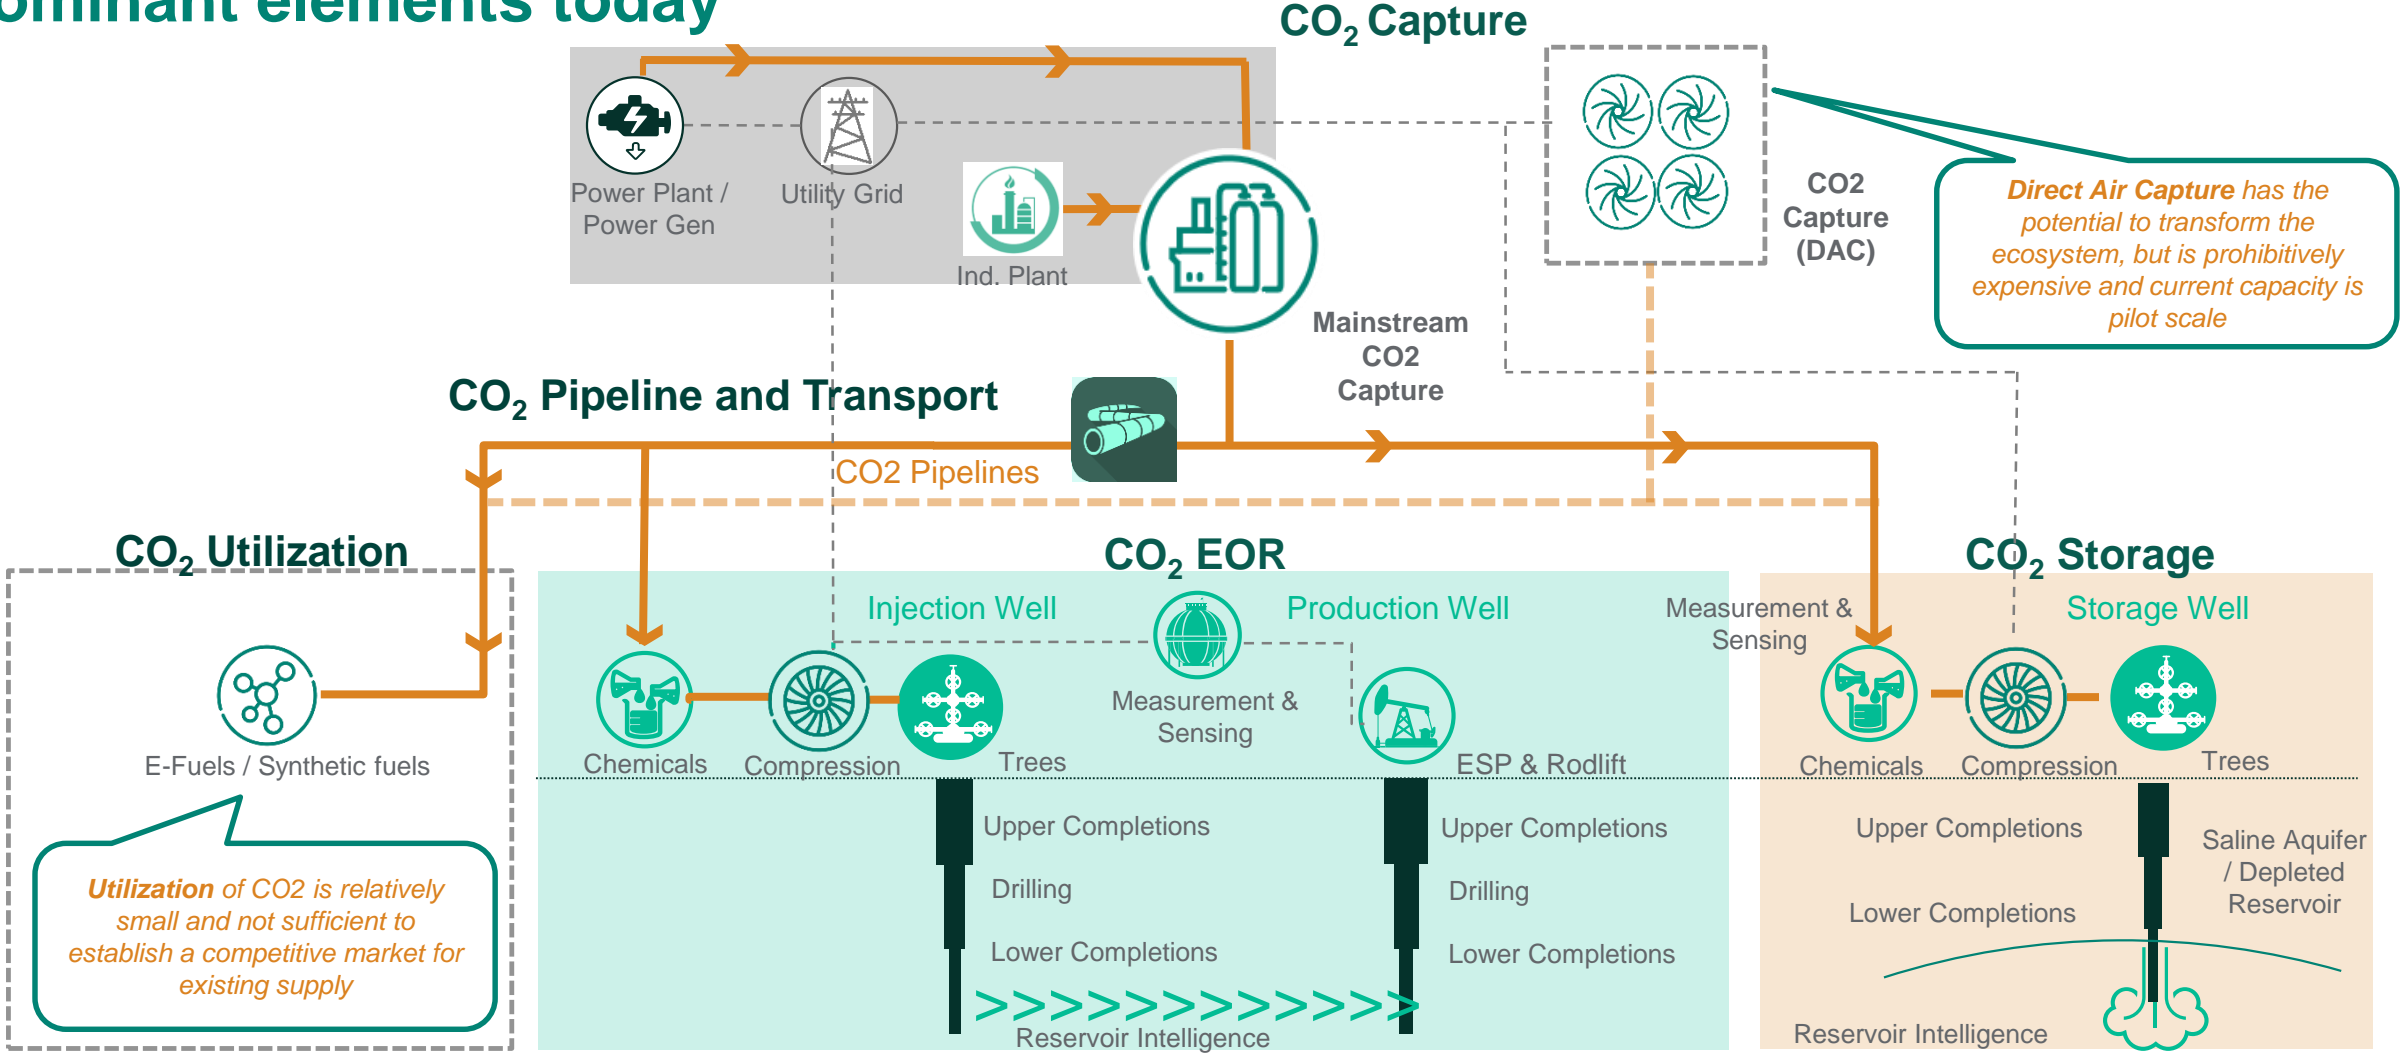 ominant elements today
CO2 Capture
Power Plant /
Power Gen
Utility Grid
Ind. Plant
CO2
Capture
(DAC)
Direct Air Capture has the
potential to transform the
ecosystem, but is prohibitively
expensive and current capacity is
pilot scale
Mainstream
CO2
Capture
CO2 Pipeline and Transport
CO2 Pipelines
CO2 Utilization
E-Fuels / Synthetic fuels
Utilization of CO2 is relatively
small and not sufficient to
establish a competitive market for
existing supply
CO2 EOR
Injection Well
Production Well
Measurement &
Sensing
Chemicals
Compression
Trees
ESP & Rodlift
Upper Completions
Drilling
Lower Completions
Upper Completions
Drilling
Lower Completions
>>>>>>>>>>>>
Reservoir Intelligence
CO2 Storage
Measurement &
Sensing
Storage Well
Chemicals
Compression
Trees
Upper Completions
Lower Completions
Saline Aquifer
/ Depleted
Reservoir
Reservoir Intelligence